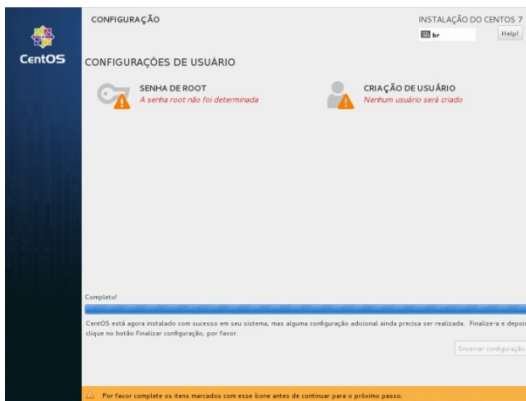 CONFIGURAÇÃO
INSTALAÇÃO DO CENTOS 7
br
Help!
CentOS
CONFIGURAÇÕES DE USUÁRIO
SENHA DE ROOT
A senha root não foi determinada
CRIAÇÃO DE USUÁRIO
Nenhum usuário será criado
Completo!
CentOS está agora instalado com sucesso em seu sistema, mas alguma configuração adicional ainda precisa ser realizada. Finalize-a e depois
clique no botão Finalizar configuração, por favor.
Encerrar configuração
Por favor complete os itens marcados com esse ícone antes de continuar para o próximo passo.